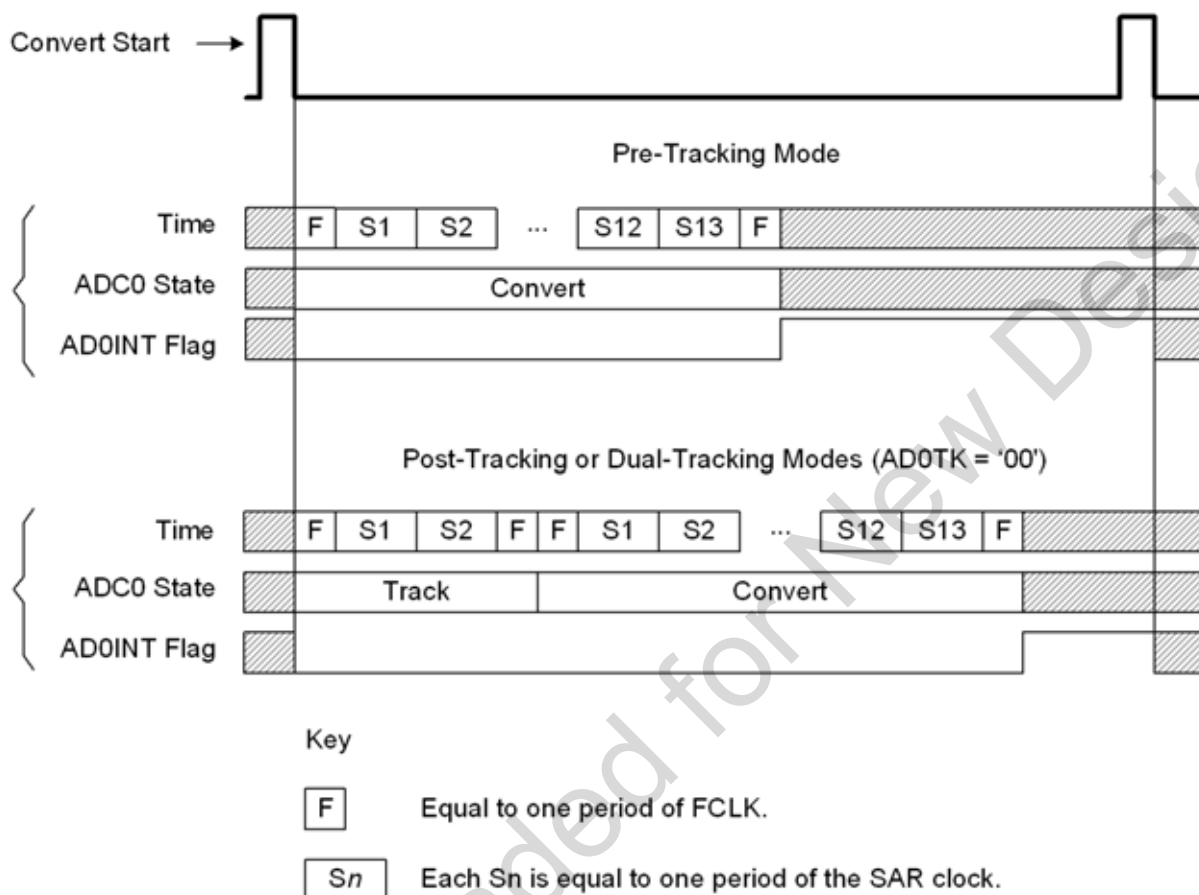 Convert Start
Pre-Tracking Mode
Time F S1 S2 ... S12 S13 F
ADC0 State Convert
AD0INT Flag
Post-Tracking or Dual-Tracking Modes (AD0TK = ‘00')
Time F S1 S2 F F S1 S2 ... S12 S13 F
ADC0 State Track Convert
AD0INT Flag
Key
F Equal to one period of FCLK.
Sn Each Sn is equal to one period of the SAR clock.
ded for New Desi